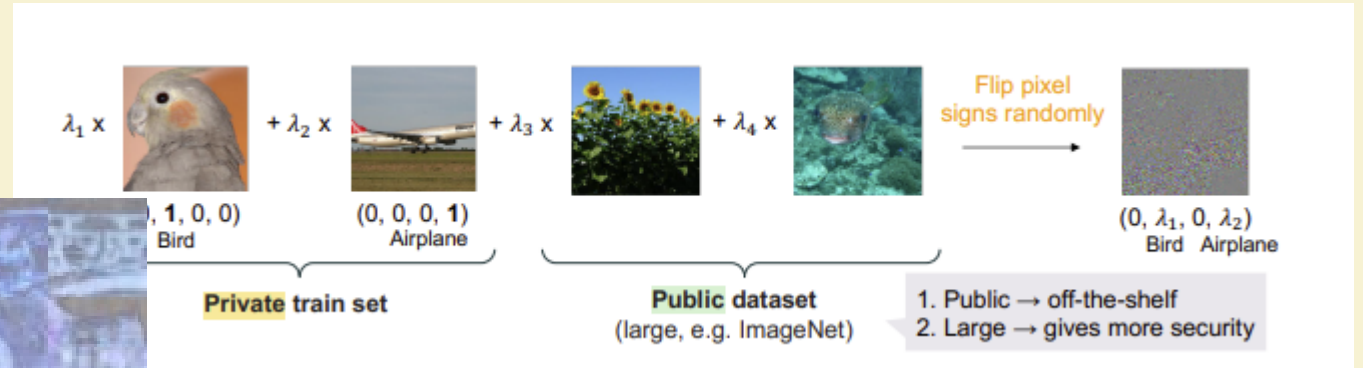 λ₁ x + λ₂ x + λ₃ x + λ₄ x
Flip pixel
signs randomly
, 1, 0, 0)
Bird
(0, 0, 0, 1)
Airplane
(0, λ₁, 0, λ₂)
Bird Airplane
Private train set
Public dataset
(large, e.g. ImageNet)
1. Public → off-the-shelf
2. Large → gives more security